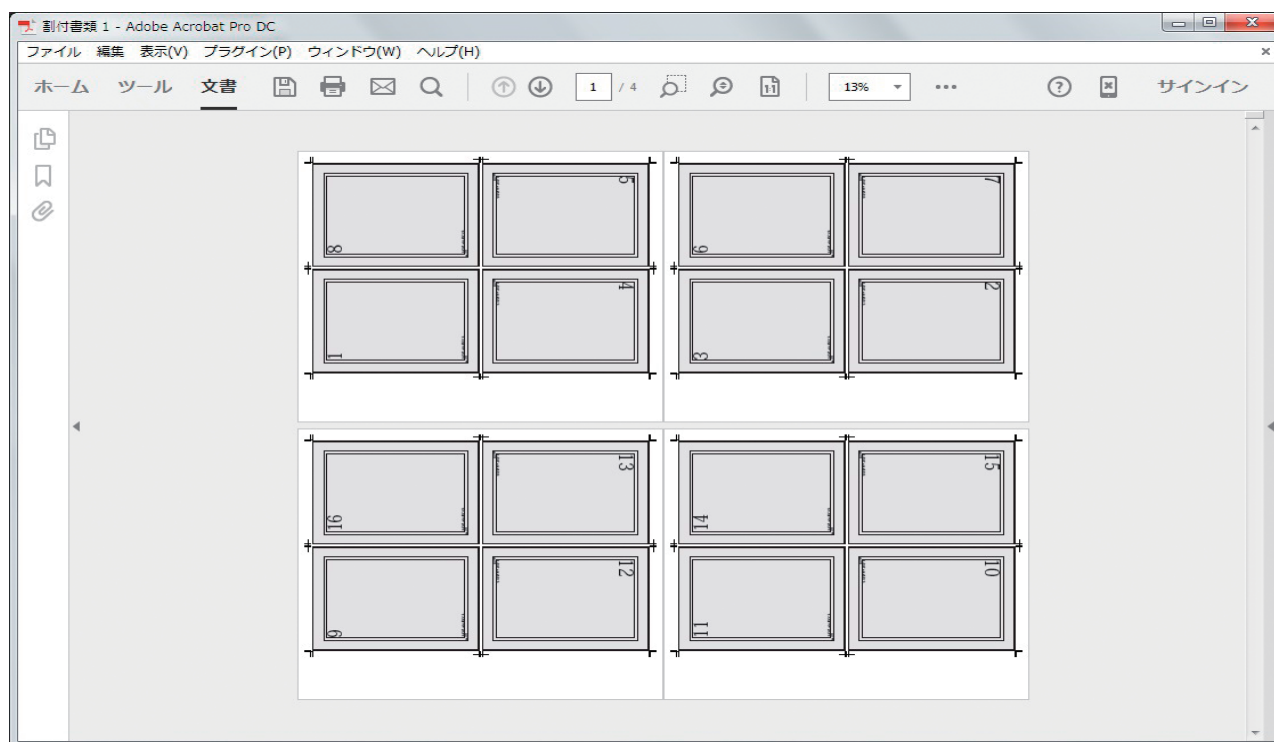 割付書類 1 - Adobe Acrobat Pro DC
ファイル 編集 表示(V) プラグイン(P) ウィンドウ(W) ヘルプ(H)
ホーム ツール 文書 1 / 4 13% サインイン
8 5 6 7
1 4 3 2
16 13 14 15
9 12 11 10